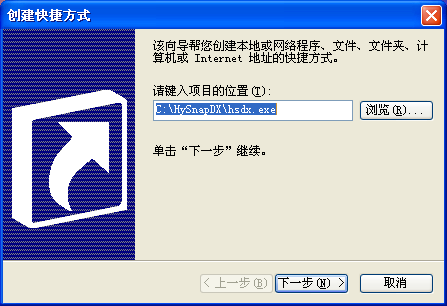 创建快捷方式
该向导帮您创建本地或网络程序、文件、文件夹、计
算机或 Internet 地址的快捷方式。
请键入项目的位置(T):
C:\HySnapDX\hsdx.exe
浏览(R)...
单击“下一步”继续。
< 上一步(B)
下一步(N) >
取消